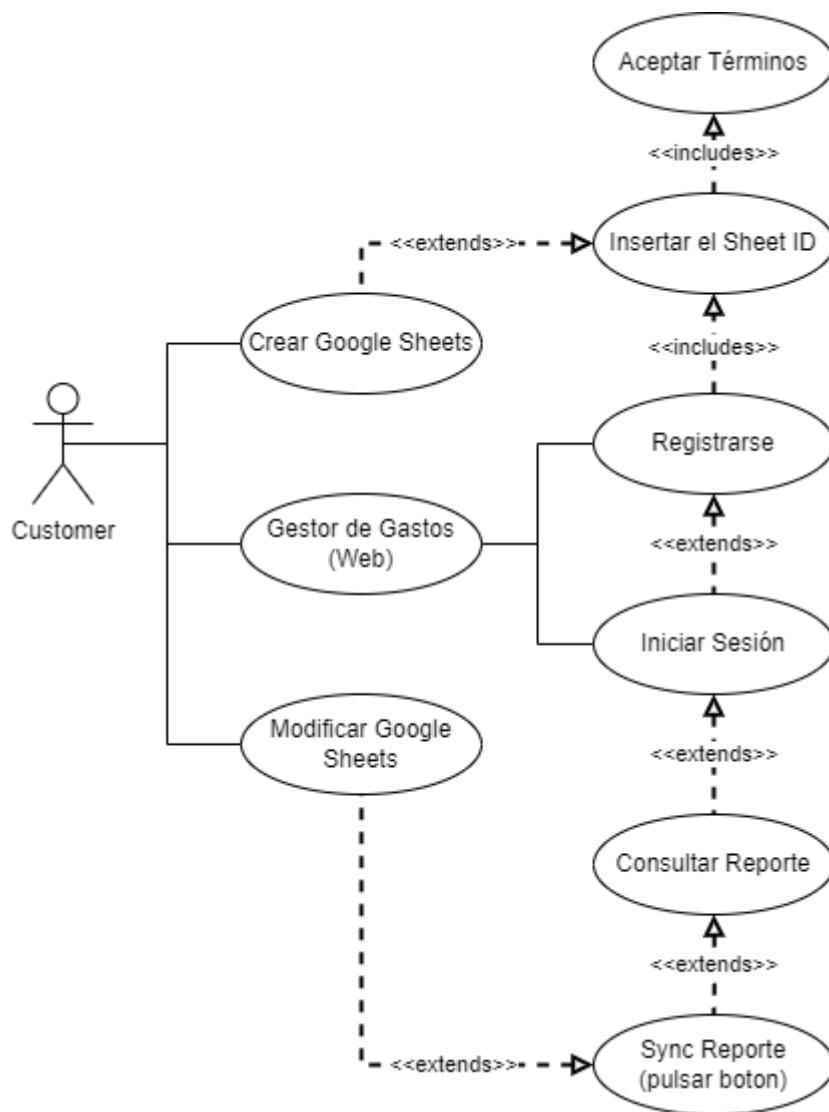 Aceptar Términos
<<includes>>
<<extends>>
Insertar el Sheet ID
Crear Google Sheets
<<includes>>
Customer
Registrarse
Gestor de Gastos
(Web)
<<extends>>
Iniciar Sesión
Modificar Google
Sheets
<<extends>>
Consultar Reporte
<<extends>>
<<extends>>
Sync Reporte
(pulsar boton)